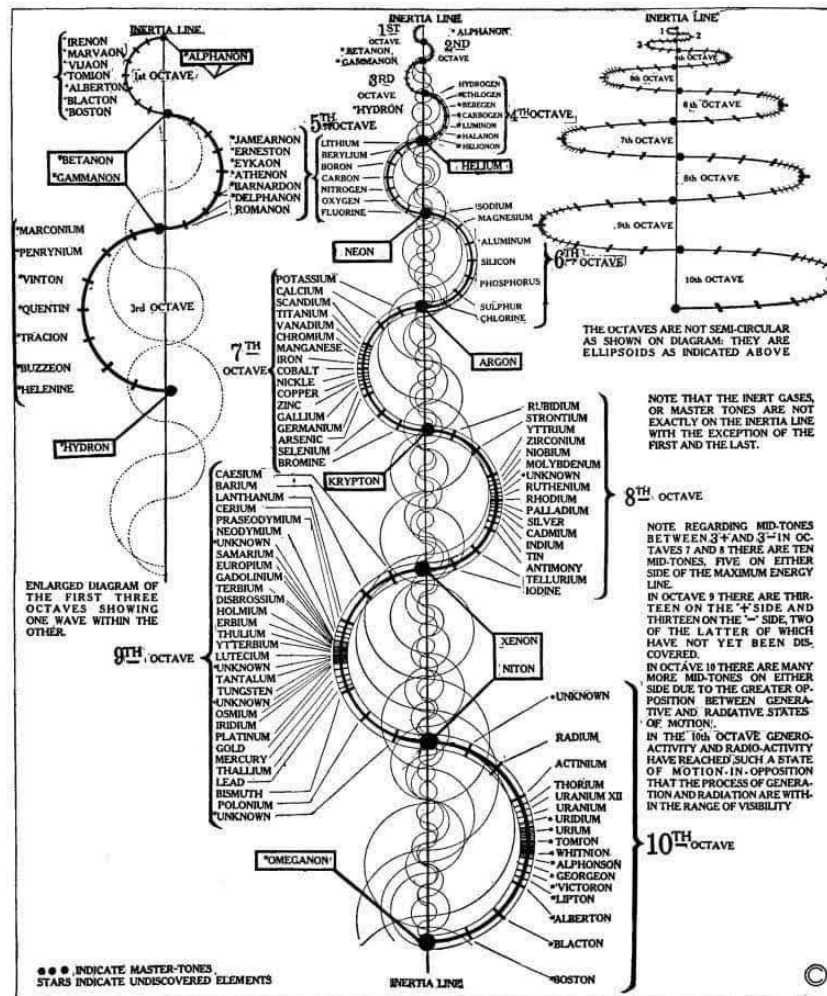 INERTIA LINE
*ALPHANON
*IRENON
*MARVAON
*VIJAON
*TOMION
*ALBERTON
*BLACTON
*BOSTON
1st OCTAVE
*BETANON
*GAMMANON
*JAMEARNON
*ERNESTON
*EYKAON
*ATHENON
*BARNARDON
*DELPHANON
ROMANON
*MARCONIUM
*PENRYNIUM
*VINTON
*QUENTIN
*TRACION
*BUZZEON
*HELENINE
3rd OCTAVE
*HYDRON
ENLARGED DIAGRAM OF
THE FIRST THREE
OCTAVES SHOWING
ONE WAVE WITHIN THE
OTHER.
INERTIA LINE
1ST
OCTAVE
*ALPHANON
2ND
OCTAVE
*BETANON
*GAMMANON
3RD
OCTAVE
*HYDRON
HYDROGEN
*ETHLOGEN
*BEBEGEN
*CARBOGEN
*LUMINON
*HALANON
*HELIONON
4TH OCTAVE
HELIUM
5TH OCTAVE
LITHIUM
BERYLIUM
BORON
CARBON
NITROGEN
OXYGEN
FLUORINE
NEON
SODIUM
MAGNESIUM
ALUMINUM
SILICON
PHOSPHORUS
SULPHUR
CHLORINE
6TH OCTAVE
ARGON
7TH
OCTAVE
POTASSIUM
CALCIUM
SCANDIUM
TITANIUM
VANADIUM
CHROMIUM
MANGANESE
IRON
COBALT
NICKLE
COPPER
ZINC
GALLIUM
GERMANIUM
ARSENIC
SELENIUM
BROMINE
KRYPTON
RUBIDIUM
STRONTIUM
YTTRIUM
ZIRCONIUM
NIOBIUM
MOLYBDENUM
*UNKNOWN
RUTHENIUM
RHODIUM
PALLADIUM
SILVER
CADMIUM
INDIUM
TIN
ANTIMONY
TELLURIUM
IODINE
8TH OCTAVE
CAESIUM
BARIUM
LANTHANUM
CERIUM
PRASEODYMIUM
NEODYMIUM
*UNKNOWN
SAMARIUM
EUROPIUM
GADOLINIUM
TERBIUM
DISBROSSIUM
HOLMIUM
ERBIUM
THULIUM
YTTERBIUM
LUTECIUM
*UNKNOWN
TANTALUM
TUNGSTEN
*UNKNOWN
OSMIUM
IRIDIUM
PLATINUM
GOLD
MERCURY
THALLIUM
LEAD
BISMUTH
POLONIUM
*UNKNOWN
9TH OCTAVE
XENON
NITON
*UNKNOWN
RADIUM
ACTINIUM
THORIUM
URANIUM XII
URANIUM
*URIDIUM
*URIUM
*TOMION
*WHITNION
*ALPHONSON
*GEORGEON
*VICTORON
*LIPTON
*ALBERTON
*BLACTON
*BOSTON
10TH OCTAVE
*OMEGANON
INERTIA LINE
INERTIA LINE
1
2
3
5th OCTAVE
6th OCTAVE
7th OCTAVE
8th OCTAVE
9th OCTAVE
10th OCTAVE
THE OCTAVES ARE NOT SEMI-CIRCULAR
AS SHOWN ON DIAGRAM: THEY ARE
ELLIPSOIDS AS INDICATED ABOVE
NOTE THAT THE INERT GASES,
OR MASTER TONES ARE NOT
EXACTLY ON THE INERTIA LINE
WITH THE EXCEPTION OF THE
FIRST AND THE LAST.
NOTE REGARDING MID-TONES
BETWEEN 3+ AND 3- IN OC-
TAVES 7 AND 8 THERE ARE TEN
MID-TONES, FIVE ON EITHER
SIDE OF THE MAXIMUM ENERGY
LINE.
IN OCTAVE 9 THERE ARE THIR-
TEEN ON THE "+" SIDE AND
THIRTEEN ON THE "-" SIDE, TWO
OF THE LATTER OF WHICH
HAVE NOT YET BEEN DIS-
COVERED.
IN OCTAVE 10 THERE ARE MANY
MORE MID-TONES ON EITHER
SIDE DUE TO THE GREATER OP-
POSITION BETWEEN GENERA-
TIVE AND RADIATIVE STATES
OF MOTION.
IN THE 10th OCTAVE GENERO-
ACTIVITY AND RADIO-ACTIVITY
HAVE REACHED SUCH A STATE
OF MOTION-IN-OPPOSITION
THAT THE PROCESS OF GENERA-
TION AND RADIATION ARE WITH-
IN THE RANGE OF VISIBILITY
●●● INDICATE MASTER-TONES
STARS INDICATE UNDISCOVERED ELEMENTS
©